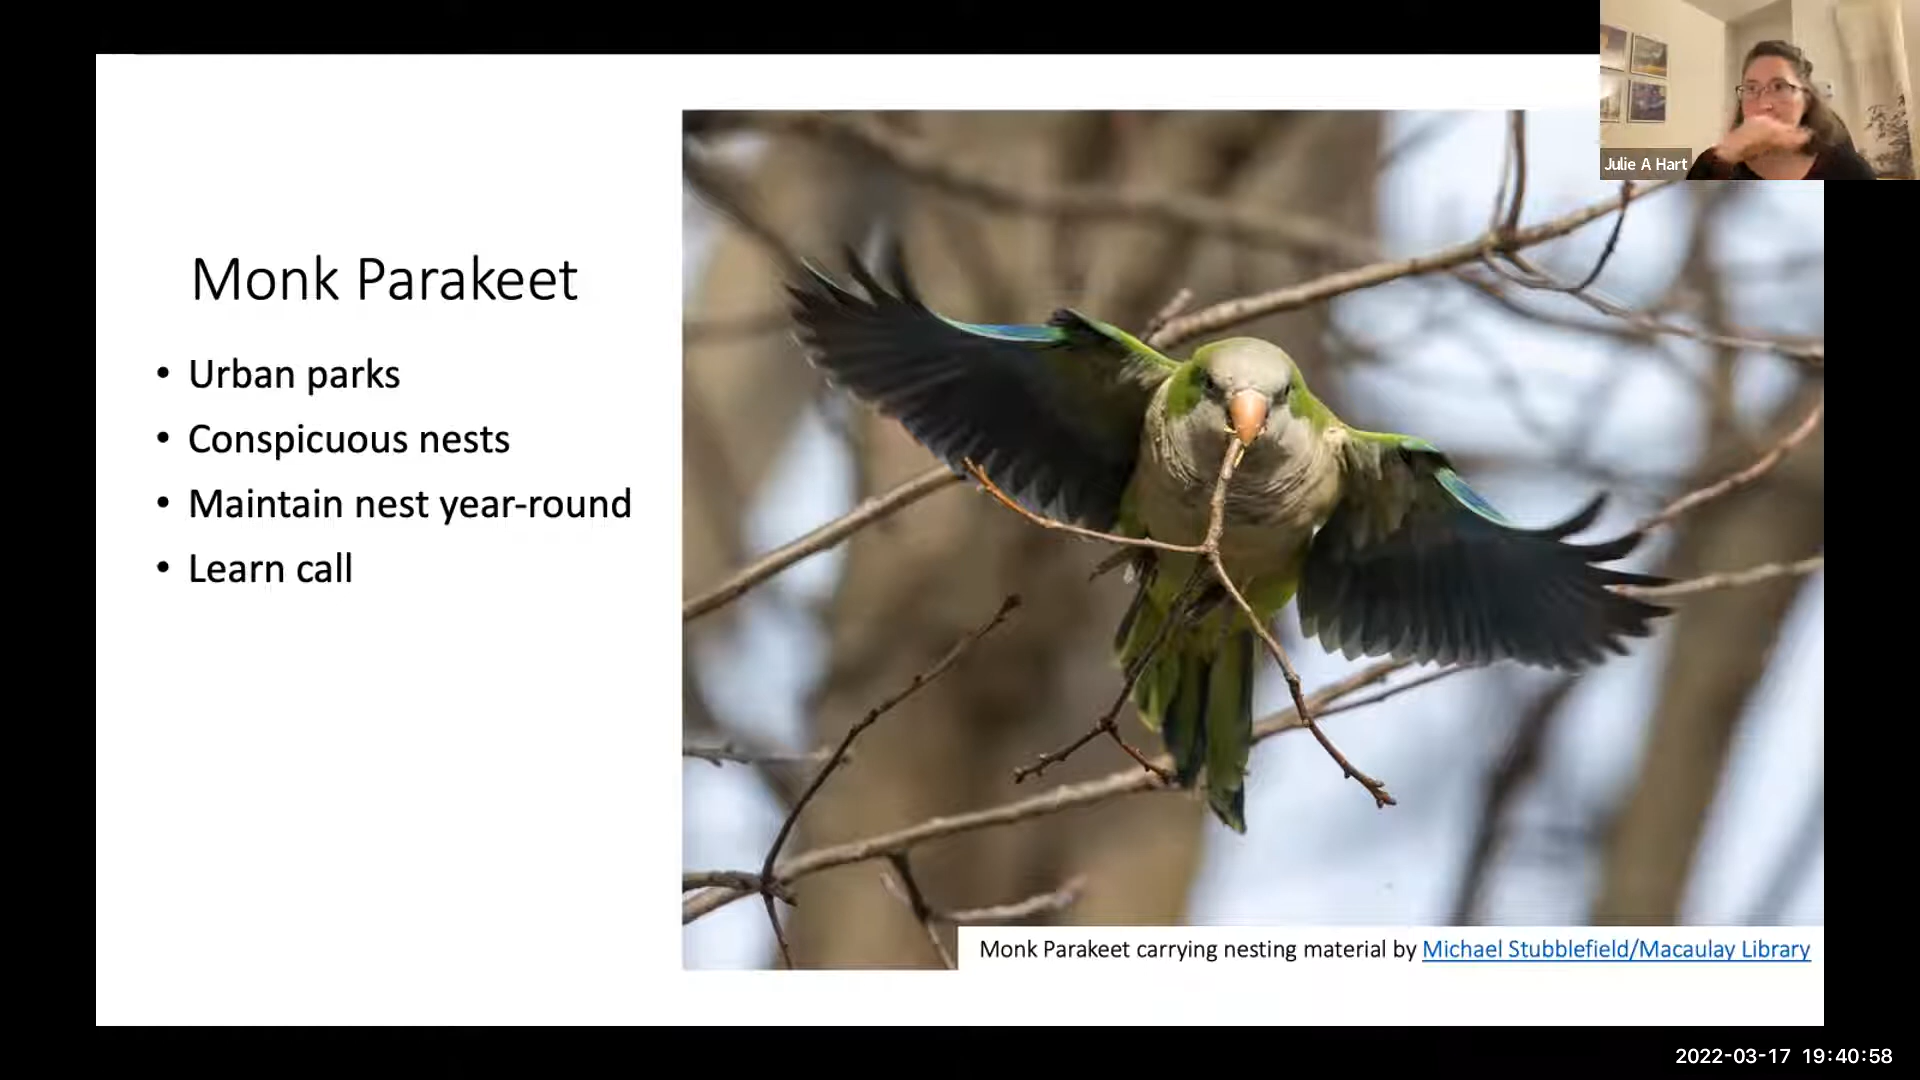 Julie A Hart
Monk Parakeet
• Urban parks
• Conspicuous nests
• Maintain nest year-round
• Learn call
Monk Parakeet carrying nesting material by Michael Stubblefield/Macaulay Library
2022-03-17 19:40:58